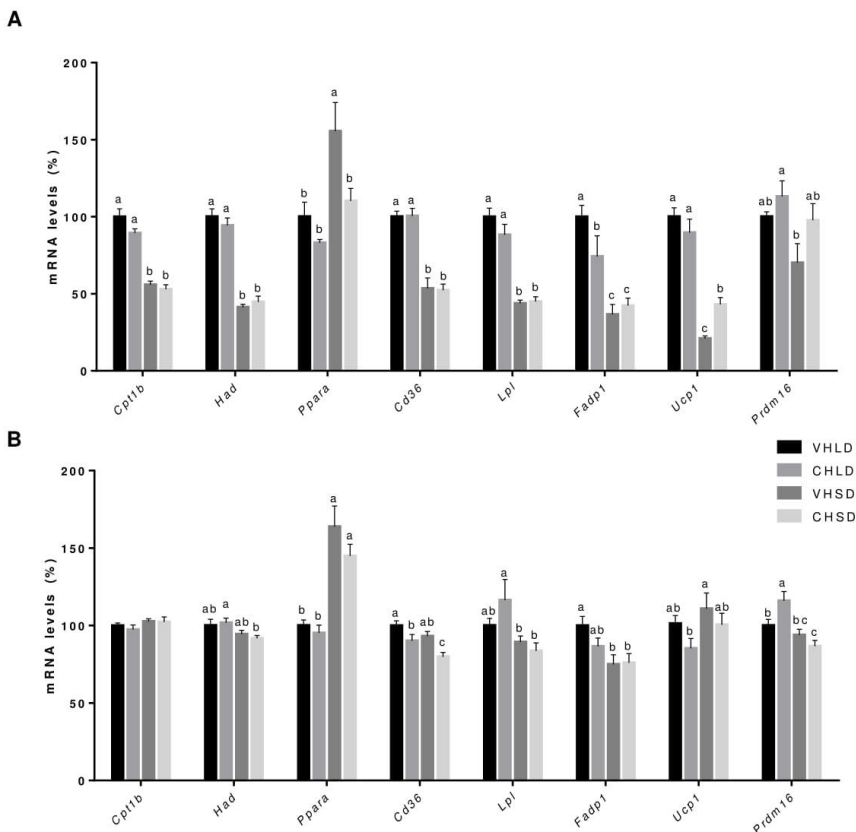 A
mRNA levels (%)
200
150
100
50
0
a a b b
a a b b
b b a b
a a b b
a a b b
a b c c
a a c b
ab a b ab
Cpt1b Had Ppara Cd36 Lpl Fadp1 Ucp1 Prdm16
B
VHLD
CHLD
VHSD
CHSD
mRNA levels (%)
200
150
100
50
0
ab a ab b
b b a a
a b ab c
ab a b b
a ab b b
ab b a ab
b a bc c
Cpt1b Had Ppara Cd36 Lpl Fadp1 Ucp1 Prdm16